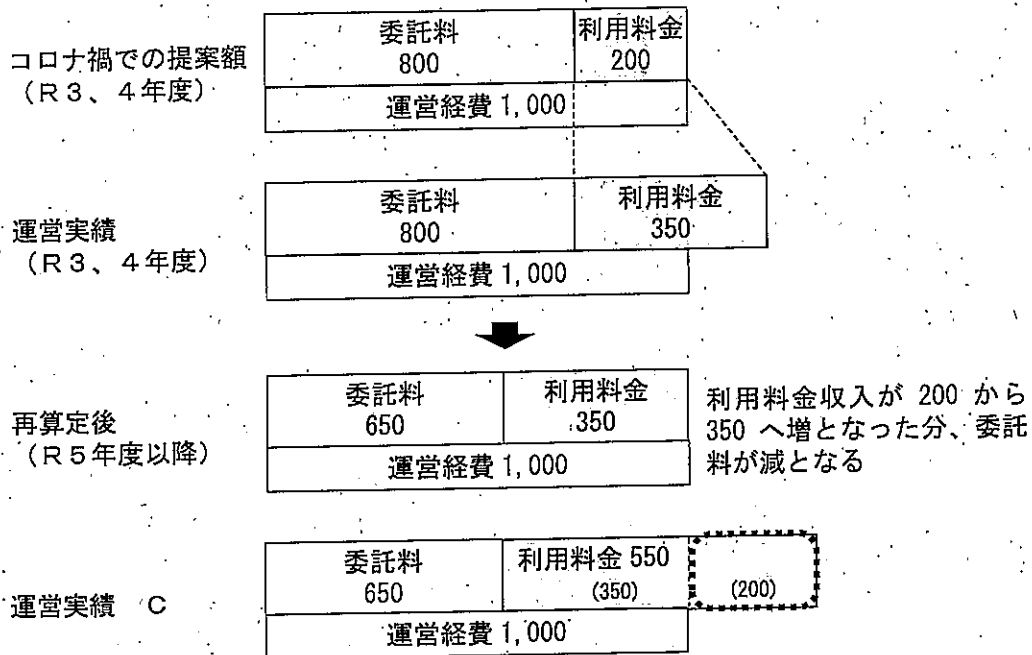 コロナ禍での提案額
（R３、４年度）
委託料
800
利用料金
200
運営経費 1,000
運営実績
（R３、４年度）
委託料
800
利用料金
350
運営経費 1,000
再算定後
（R５年度以降）
委託料
650
利用料金
350
運営経費 1,000
利用料金収入が 200 から
350 へ増となった分、委託
料が減となる
運営実績 C
委託料
650
利用料金 550
(350)
(200)
運営経費 1,000